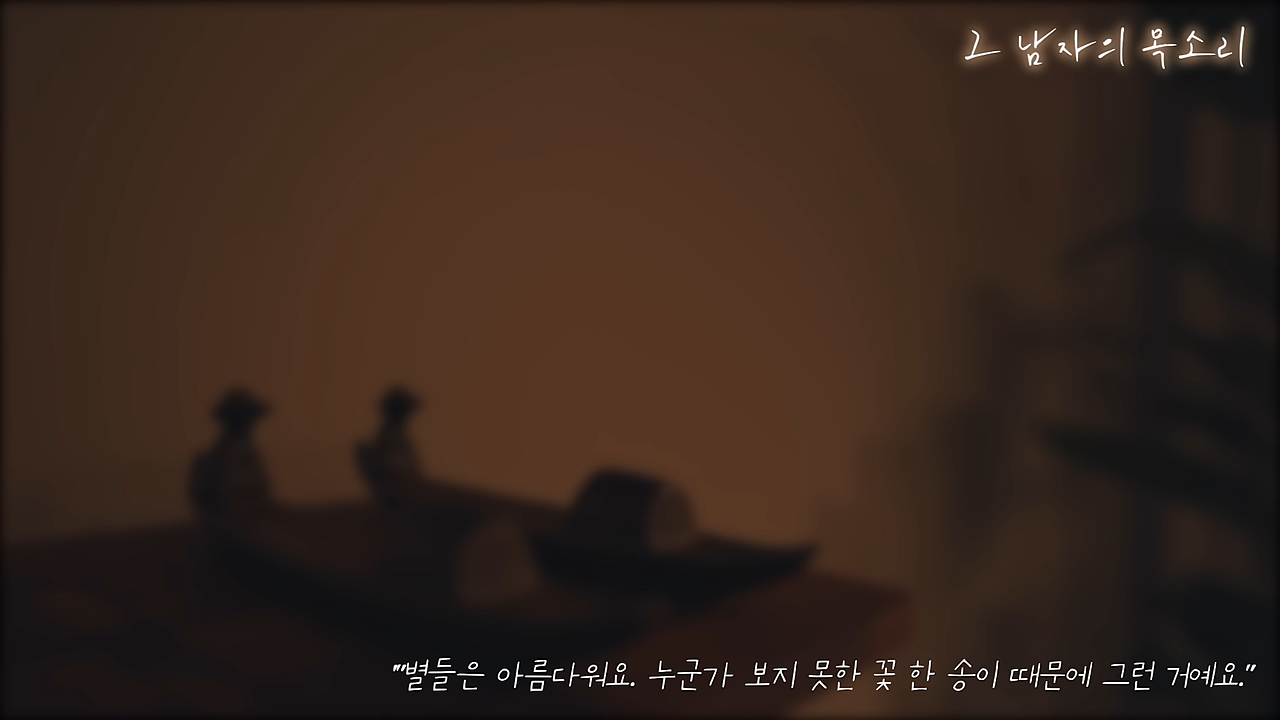 그 남자의 목소리
"'별들은 아름다워요. 누군가 보지 못한 꽃 한 송이 때문에 그런 거예요."